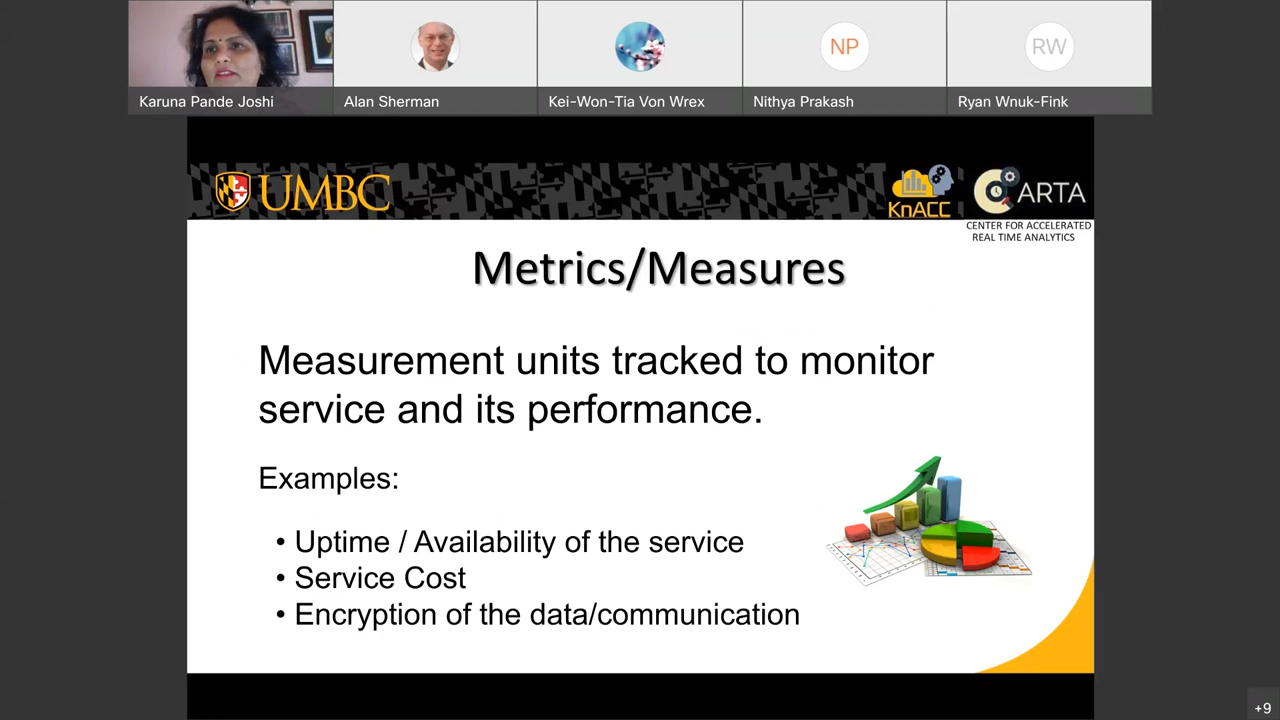 NP
RW
Karuna Pande Joshi
Alan Sherman
Kei-Won-Tia Von Wrex
Nithya Prakash
Ryan Wnuk-Fink
UMBC
KnACC
CARTA
CENTER FOR ACCELERATED
REAL TIME ANALYTICS
Metrics/Measures
Measurement units tracked to monitor
service and its performance.
Examples:
• Uptime / Availability of the service
• Service Cost
• Encryption of the data/communication
+9